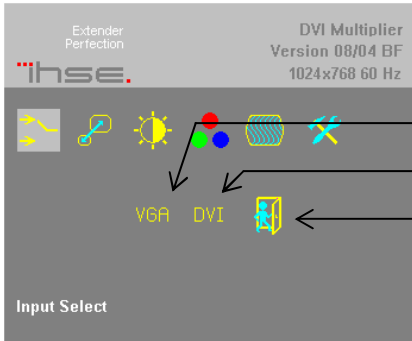 Extender
Perfection
ihse.
DVI Multiplier
Version 08/04 BF
1024x768 60 Hz
VGA DVI
Input Select